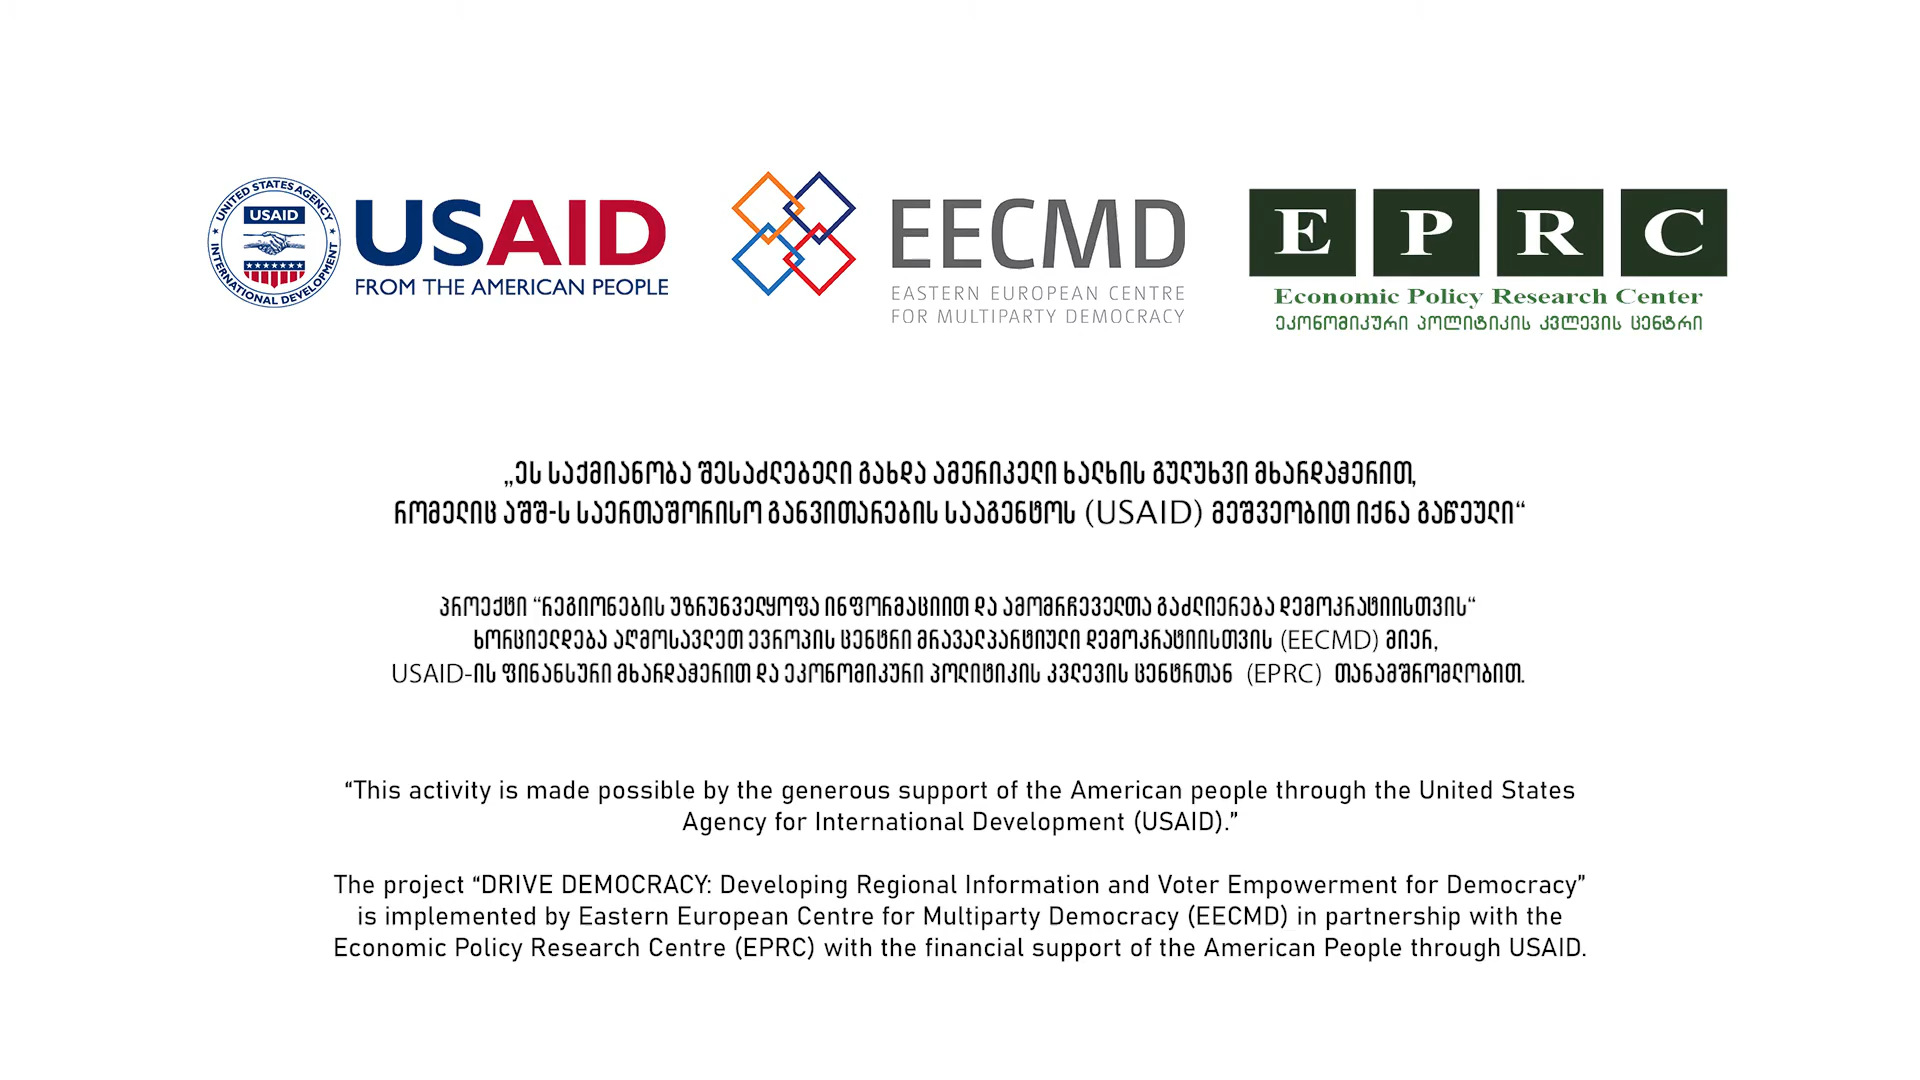 UNITED STATES AGENCY
USAID
INTERNATIONAL DEVELOPMENT
USAID
FROM THE AMERICAN PEOPLE
EECMD
EASTERN EUROPEAN CENTRE
FOR MULTIPARTY DEMOCRACY
E P R C
Economic Policy Research Center
ეკონომიკური პოლიტიკის კვლევის ცენტრი
„ეს საქმიანობა შესაძლებელი გახდა ამერიკელი ხალხის გულუხვი მხარდაჭერით,
რომელიც აშშ-ს საერთაშორისო განვითარების სააგენტოს (USAID) მეშვეობით იქნა გაწეული“
პროექტი “რეგიონების უზრუნველყოფა ინფორმაციით და ამომრჩეველთა გაძლიერება დემოკრატიისთვის“
ხორციელდება აღმოსავლეთ ევროპის ცენტრი მრავალპარტიული დემოკრატიისთვის (EECMD) მიერ,
USAID-ის ფინანსური მხარდაჭერით და ეკონომიკური პოლიტიკის კვლევის ცენტრთან (EPRC) თანამშრომლობით.
“This activity is made possible by the generous support of the American people through the United States
Agency for International Development (USAID).”
The project “DRIVE DEMOCRACY: Developing Regional Information and Voter Empowerment for Democracy”
is implemented by Eastern European Centre for Multiparty Democracy (EECMD) in partnership with the
Economic Policy Research Centre (EPRC) with the financial support of the American People through USAID.